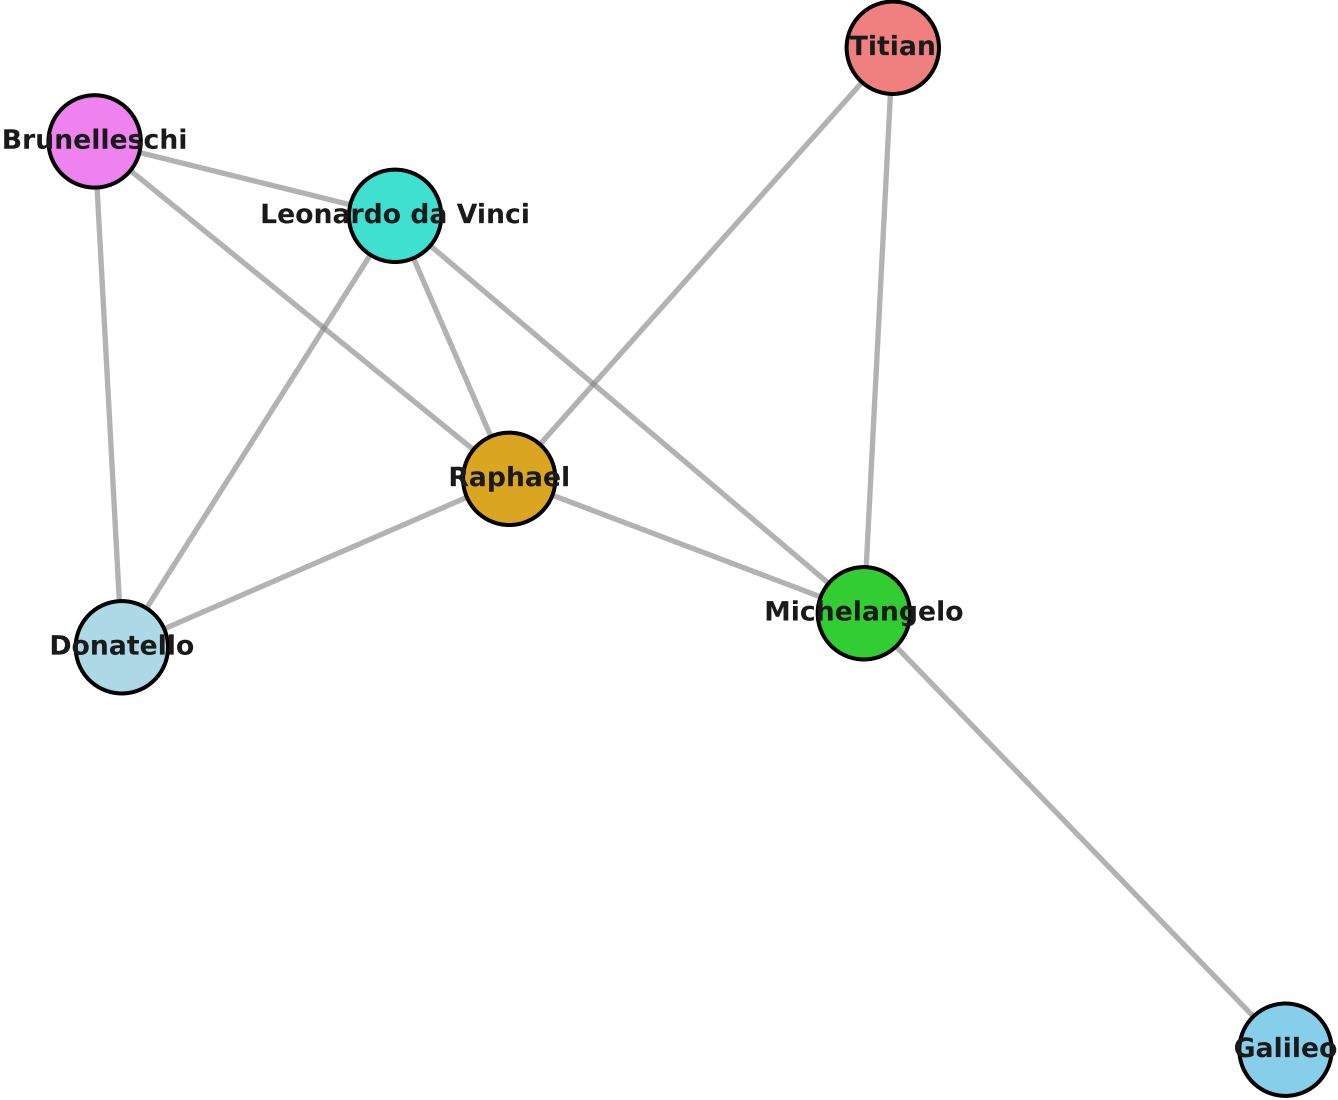 Titian
Brunelleschi
Leonardo da Vinci
Raphael
Michelangelo
Donatello
Galileo